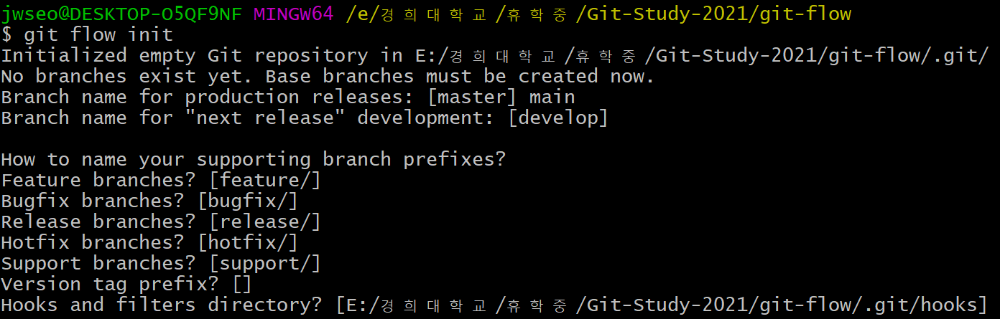 jwseo@DESKTOP-O5QF9NF MINGW64 /e/경희대학교/휴학중/Git-Study-2021/git-flow
$ git flow init
Initialized empty Git repository in E:/경희대학교/휴학중/Git-Study-2021/git-flow/.git/
No branches exist yet. Base branches must be created now.
Branch name for production releases: [master] main
Branch name for "next release" development: [develop]

How to name your supporting branch prefixes?
Feature branches? [feature/]
Bugfix branches? [bugfix/]
Release branches? [release/]
Hotfix branches? [hotfix/]
Support branches? [support/]
Version tag prefix? []
Hooks and filters directory? [E:/경희대학교/휴학중/Git-Study-2021/git-flow/.git/hooks]